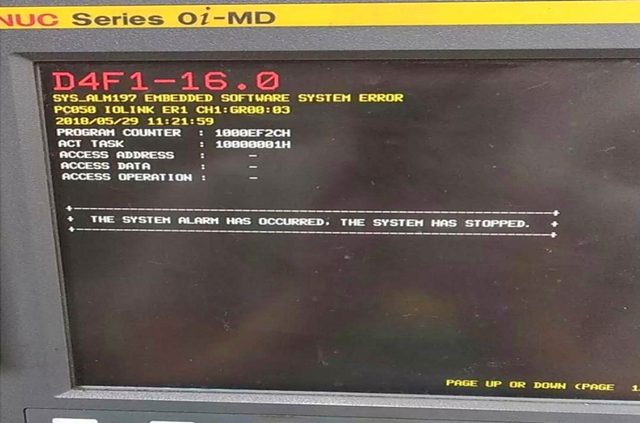 NUC Series 0i-MD
D4F1-16.0
SYS_ALM197 EMBEDDED SOFTWARE SYSTEM ERROR
PC050 IOLINK ER1 CH1:GR00:03
2018/05/29 11:21:59
PROGRAM COUNTER : 1000EF2CH
ACT TASK : 10000001H
ACCESS ADDRESS : -
ACCESS DATA : -
ACCESS OPERATION : -
THE SYSTEM ALARM HAS OCCURRED, THE SYSTEM HAS STOPPED.
PAGE UP OR DOWN (PAGE